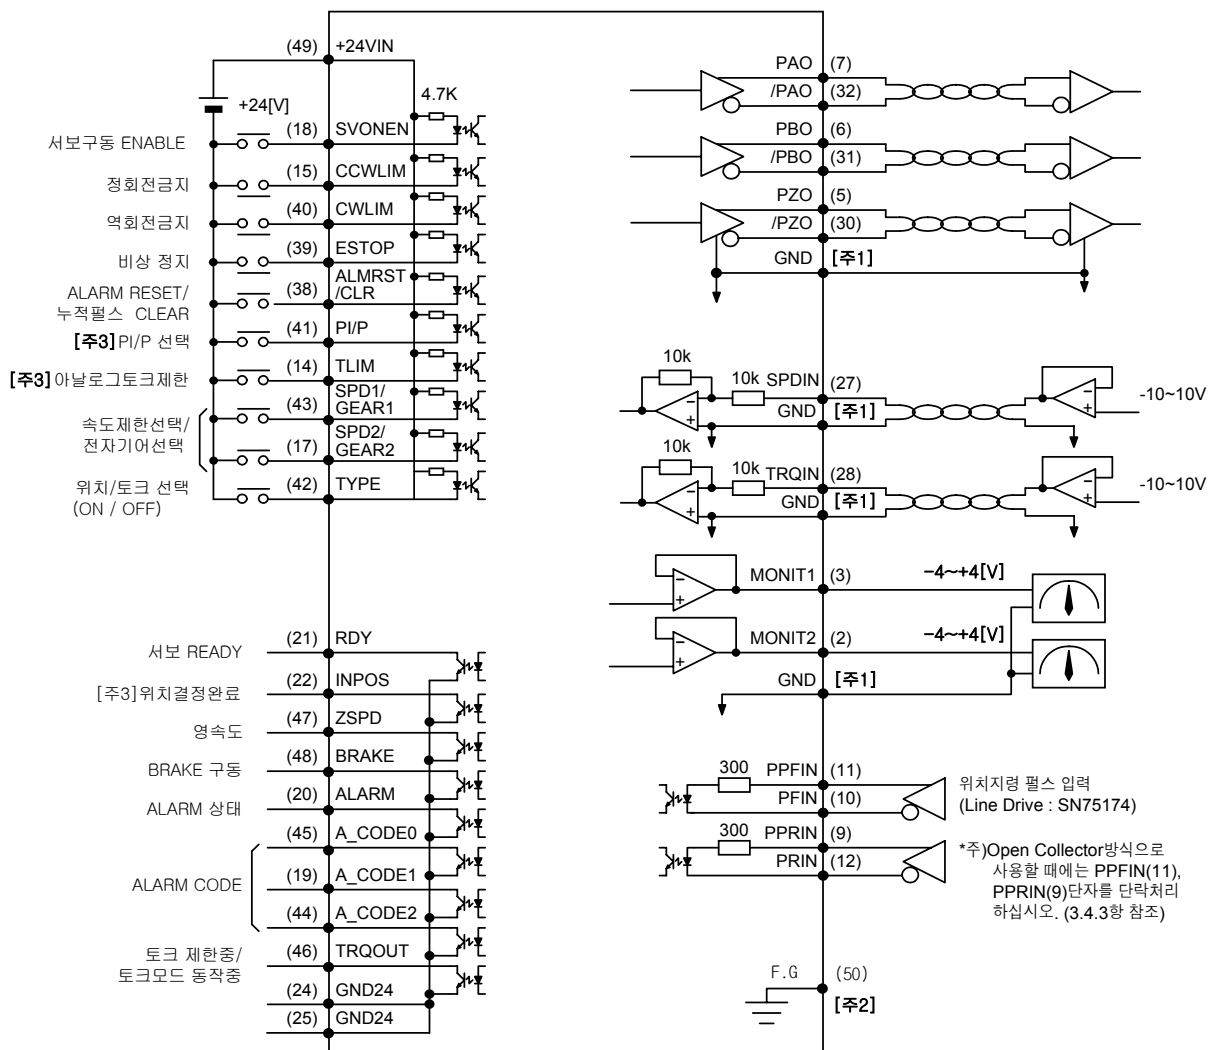 (49) +24VIN
+24[V]
4.7K
서보구동 ENABLE (18) SVONEN
정회전금지 (15) CCWLIM
역회전금지 (40) CWLIM
비상 정지 (39) ESTOP
ALARM RESET/
누적펄스 CLEAR
(38) ALMRST
/CLR
[주3]PI/P 선택 (41) PI/P
[주3]아날로그토크제한 (14) TLIM
속도제한선택/
전자기어선택
(43) SPD1/
GEAR1
(17) SPD2/
GEAR2
위치/토크 선택
(ON / OFF)
(42) TYPE
서보 READY (21) RDY
[주3]위치결정완료 (22) INPOS
영속도 (47) ZSPD
BRAKE 구동 (48) BRAKE
ALARM 상태 (20) ALARM
ALARM CODE
(45) A_CODE0
(19) A_CODE1
(44) A_CODE2
토크 제한중/
토크모드 동작중
(46) TRQOUT
(24) GND24
(25) GND24
PAO (7)
/PAO (32)
PBO (6)
/PBO (31)
PZO (5)
/PZO (30)
GND [주1]
10k
10k SPDIN (27)
GND [주1]
-10~10V
10k
10k TRQIN (28)
GND [주1]
-10~10V
MONIT1 (3) -4~+4[V]
MONIT2 (2) -4~+4[V]
GND [주1]
300 PPFIN (11)
PFIN (10)
위치지령 펄스 입력
(Line Drive : SN75174)
300 PPRIN (9)
PRIN (12)
*주)Open Collector방식으로
사용할 때에는 PPFIN(11),
PPRIN(9)단자를 단락처리
하십시오. (3.4.3항 참조)
F.G (50)
[주2]